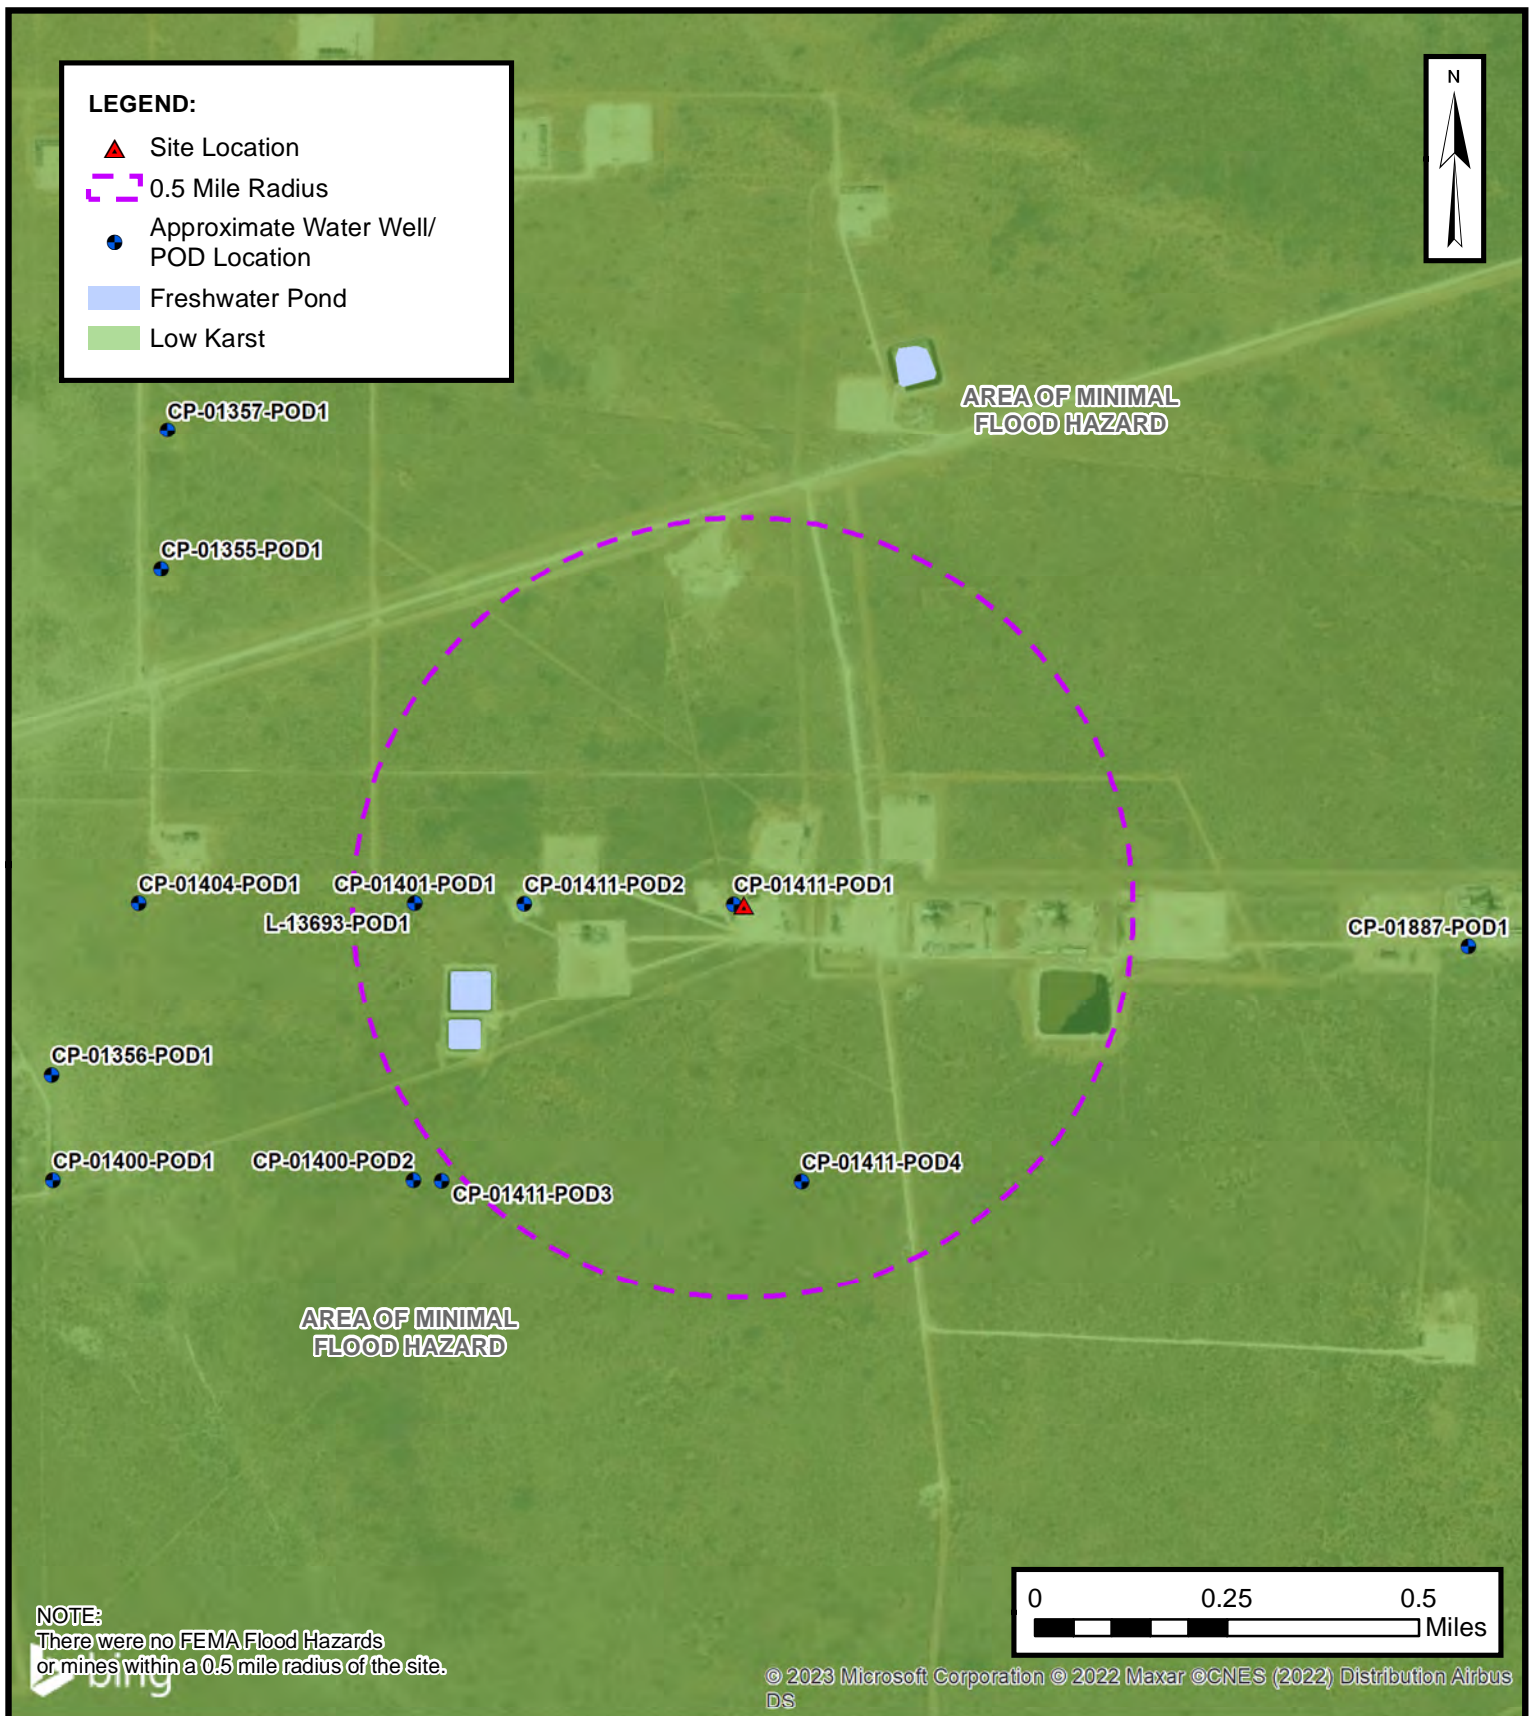 LEGEND:
Site Location
0.5 Mile Radius
Approximate Water Well/
POD Location
Freshwater Pond
Low Karst
N
AREA OF MINIMAL
FLOOD HAZARD
CP-01357-POD1
CP-01355-POD1
CP-01404-POD1
CP-01401-POD1
CP-01411-POD2
CP-01411-POD1
L-13693-POD1
CP-01887-POD1
CP-01356-POD1
CP-01400-POD1
CP-01400-POD2
CP-01411-POD3
CP-01411-POD4
AREA OF MINIMAL
FLOOD HAZARD
0 0.25 0.5
Miles
NOTE:
There were no FEMA Flood Hazards
or mines within a 0.5 mile radius of the site.
bing
© 2023 Microsoft Corporation © 2022 Maxar ©CNES (2022) Distribution Airbus
DS